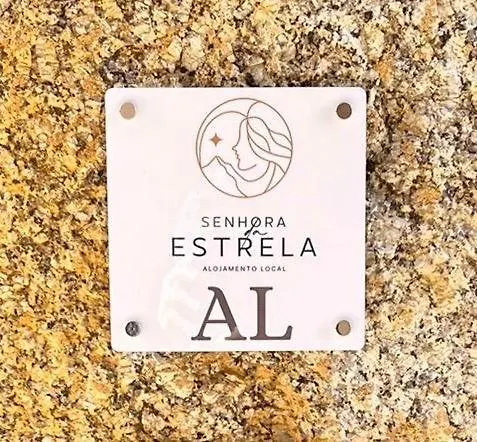 SENHORA
da
ESTRELA
ALOJAMENTO LOCAL
AL